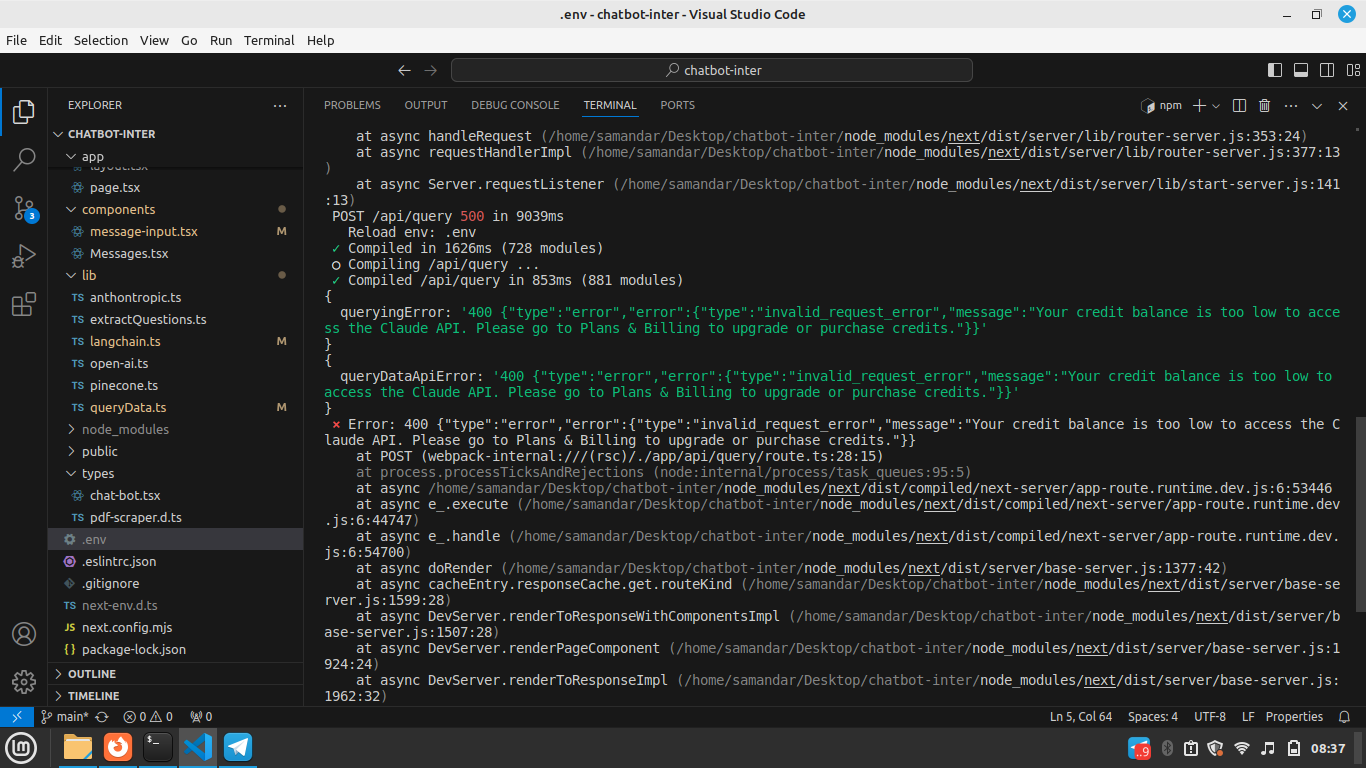 .env - chatbot-inter - Visual Studio Code
File Edit Selection View Go Run Terminal Help
chatbot-inter
EXPLORER
CHATBOT-INTER
app
layout.tsx
page.tsx
components
message-input.tsx M
Messages.tsx
lib
anthontropic.ts
extractQuestions.ts
langchain.ts M
open-ai.ts
pinecone.ts
queryData.ts M
node_modules
public
types
chat-bot.tsx
pdf-scraper.d.ts
.env
.eslintrc.json
.gitignore
next-env.d.ts
next.config.mjs
package-lock.json
OUTLINE
TIMELINE
3
PROBLEMS OUTPUT DEBUG CONSOLE TERMINAL PORTS
npm
at async handleRequest (/home/samandar/Desktop/chatbot-inter/node_modules/next/dist/server/lib/router-server.js:353:24)
at async requestHandlerImpl (/home/samandar/Desktop/chatbot-inter/node_modules/next/dist/server/lib/router-server.js:377:13
)
at async Server.requestListener (/home/samandar/Desktop/chatbot-inter/node_modules/next/dist/server/lib/start-server.js:141
:13)
POST /api/query 500 in 9039ms
Reload env: .env
✓ Compiled in 1626ms (728 modules)
○ Compiling /api/query ...
✓ Compiled /api/query in 853ms (881 modules)
{
queryingError: '400 {"type":"error","error":{"type":"invalid_request_error","message":"Your credit balance is too low to acce
ss the Claude API. Please go to Plans & Billing to upgrade or purchase credits."}}'
}
{
queryDataApiError: '400 {"type":"error","error":{"type":"invalid_request_error","message":"Your credit balance is too low to
access the Claude API. Please go to Plans & Billing to upgrade or purchase credits."}}'
}
⨯ Error: 400 {"type":"error","error":{"type":"invalid_request_error","message":"Your credit balance is too low to access the C
laude API. Please go to Plans & Billing to upgrade or purchase credits."}}
at POST (webpack-internal:///(rsc)/./app/api/query/route.ts:28:15)
at process.processTicksAndRejections (node:internal/process/task_queues:95:5)
at async /home/samandar/Desktop/chatbot-inter/node_modules/next/dist/compiled/next-server/app-route.runtime.dev.js:6:53446
at async e_.execute (/home/samandar/Desktop/chatbot-inter/node_modules/next/dist/compiled/next-server/app-route.runtime.dev
.js:6:44747)
at async e_.handle (/home/samandar/Desktop/chatbot-inter/node_modules/next/dist/compiled/next-server/app-route.runtime.dev.
js:6:54700)
at async doRender (/home/samandar/Desktop/chatbot-inter/node_modules/next/dist/server/base-server.js:1377:42)
at async cacheEntry.responseCache.get.routeKind (/home/samandar/Desktop/chatbot-inter/node_modules/next/dist/server/base-se
rver.js:1599:28)
at async DevServer.renderToResponseWithComponentsImpl (/home/samandar/Desktop/chatbot-inter/node_modules/next/dist/server/b
ase-server.js:1507:28)
at async DevServer.renderPageComponent (/home/samandar/Desktop/chatbot-inter/node_modules/next/dist/server/base-server.js:1
924:24)
at async DevServer.renderToResponseImpl (/home/samandar/Desktop/chatbot-inter/node_modules/next/dist/server/base-server.js:
1962:32)
main* 0 0 0 Ln 5, Col 64 Spaces: 4 UTF-8 LF Properties
..9 08:37